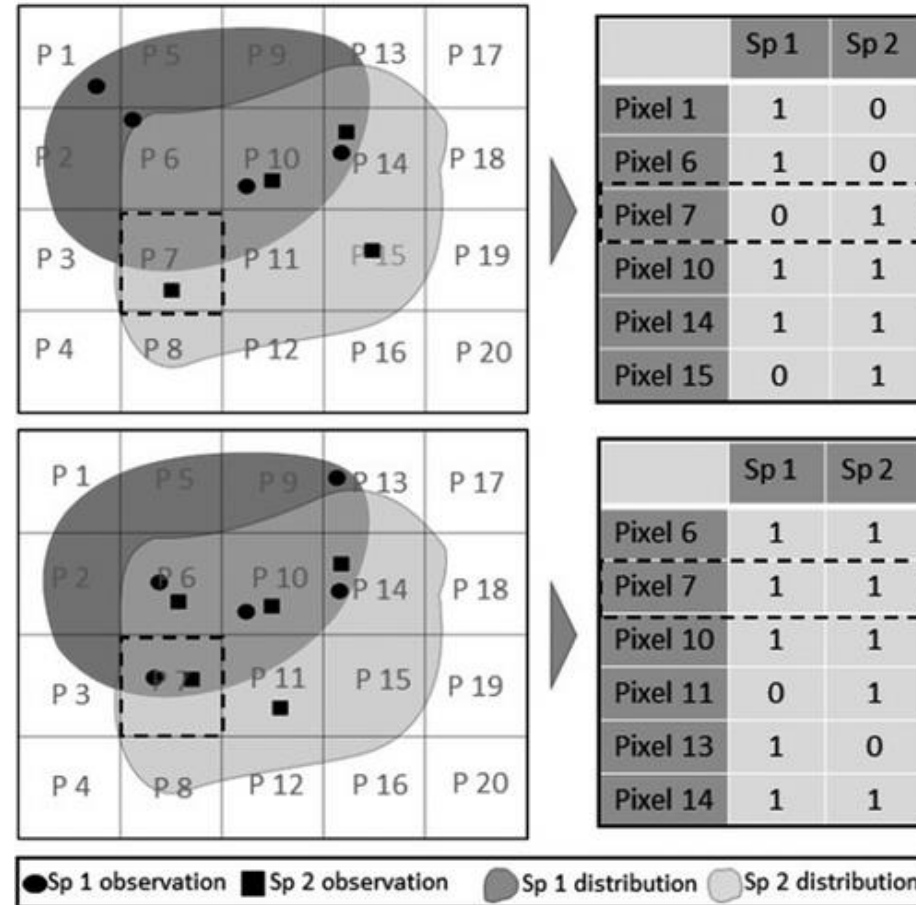 P 1 P 5 P 9 P 13 P 17
P 2 P 6 P 10 P 14 P 18
P 3 P 7 P 11 P 15 P 19
P 4 P 8 P 12 P 16 P 20
Sp 1 Sp 2
Pixel 1 1 0
Pixel 6 1 0
Pixel 7 0 1
Pixel 10 1 1
Pixel 14 1 1
Pixel 15 0 1
P 1 P 5 P 9 P 13 P 17
P 2 P 6 P 10 P 14 P 18
P 3 P 7 P 11 P 15 P 19
P 4 P 8 P 12 P 16 P 20
Sp 1 Sp 2
Pixel 6 1 1
Pixel 7 1 1
Pixel 10 1 1
Pixel 11 0 1
Pixel 13 1 0
Pixel 14 1 1
Sp 1 observation Sp 2 observation Sp 1 distribution Sp 2 distribution